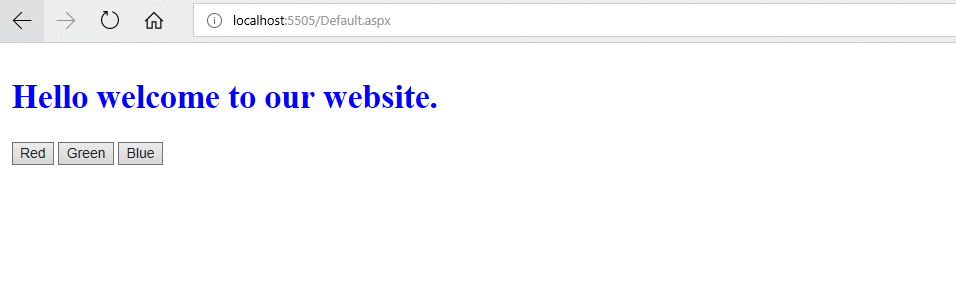 localhost:5505/Default.aspx
Hello welcome to our website.
Red Green Blue